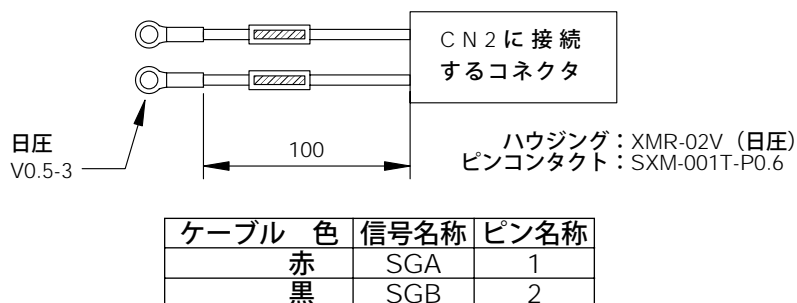 CN2に接続
するコネクタ
日圧
V0.5-3
100
ハウジング：XMR-02V（日圧）
ピンコンタクト：SXM-001T-P0.6
ケーブル 色 信号名称 ピン名称
赤 SGA 1
黒 SGB 2